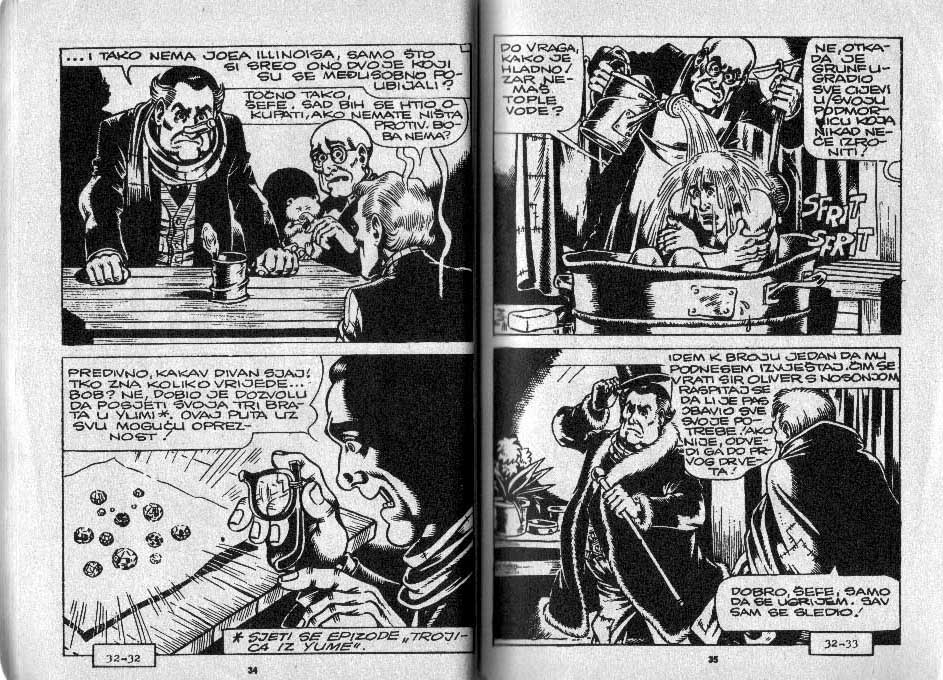 ...I TAKO NEMA JOEA ILLINOISA, SAMO ŠTO
SI SREO ONO DVOJE KOJI
SU SE MEĐUSOBNO PO-
UBIJALI?
TOČNO TAKO,
ŠEFE. SAD BIH SE HTIO O-
KUPATI, AKO NEMATE NIŠTA
PROTIV. BO-
BA NEMA?
PREDIVNO, KAKAV DIVAN SJAJ!
TKO ZNA KOLIKO VRIJEDE...
BOB? NE, DOBIO JE DOZVOLU
DA POSJETI SVOJA TRI BRA-
TA U YUMI*. OVAJ PUTA UZ
SVU MOGUĆU OPREZ-
NOST!
* SJETI SE EPIZODE „TROJI-
CA IZ YUME".
32-32
34
DO VRAGA,
KAKO JE
HLADNO!
ZAR NE-
MAŠ
TOPLE
VODE?
NE, OTKA-
DA JE
GRUNF U-
GRADIO
SVE CIJEVI
U SVOJU
PODMOR-
NICU KOJA
NIKAD NE-
ĆE IZRO-
NITI!
SFRIT
SFRIT
IDEM K BROJU JEDAN DA MU
PODNESEM IZVJEŠTAJ. ČIM SE
VRATI SIR OLIVER S NOSONJOM
RASPITAJ SE
DA LI JE PAS
OBAVIO SVE
SVOJE PO-
TREBE! AKO
NIJE, ODVE-
DI GA DO PR-
VOG DRVE-
TA!
DOBRO, ŠEFE, SAMO
DA SE UGRIJEM. SAV
SAM SE SLEDIO!
32-33
35